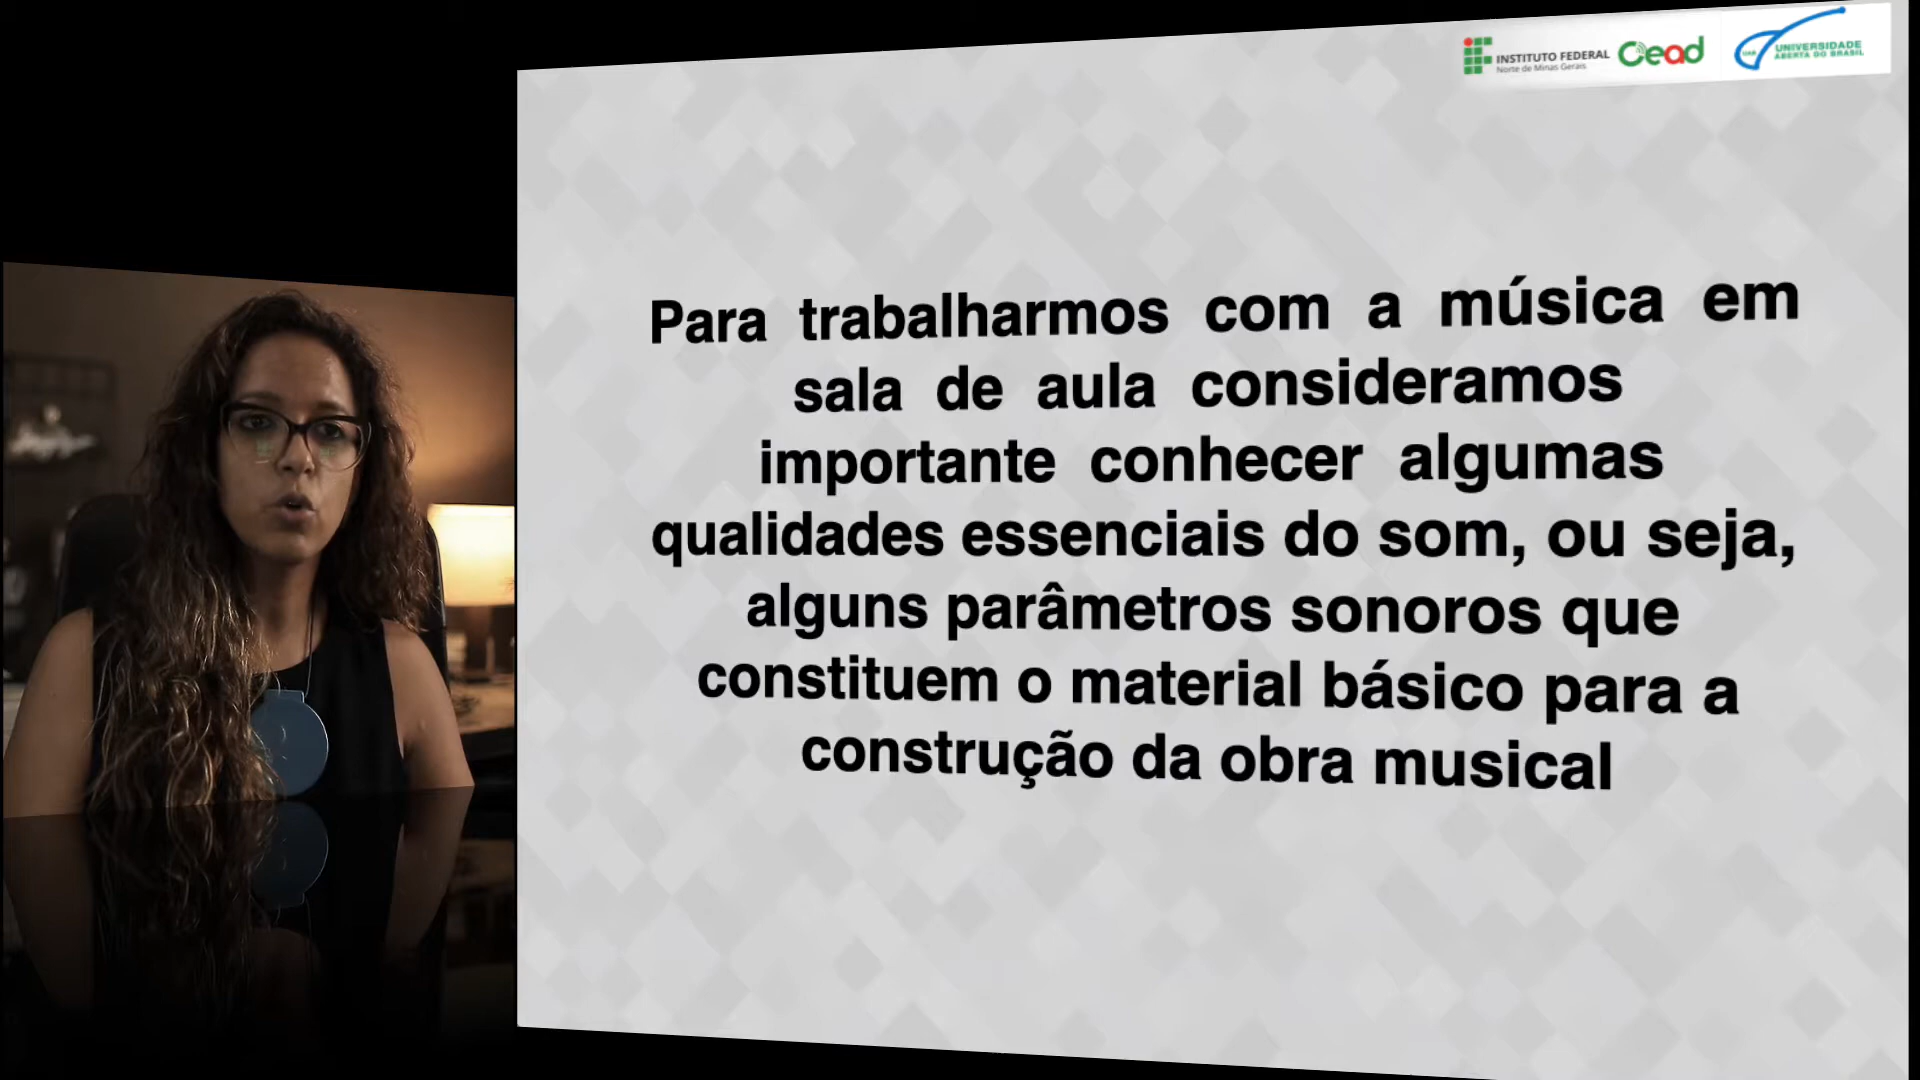 INSTITUTO FEDERAL
Norte de Minas Gerais
Cead
UAB
UNIVERSIDADE
ABERTA DO BRASIL
Para trabalharmos com a música em
sala de aula consideramos
importante conhecer algumas
qualidades essenciais do som, ou seja,
alguns parâmetros sonoros que
constituem o material básico para a
construção da obra musical